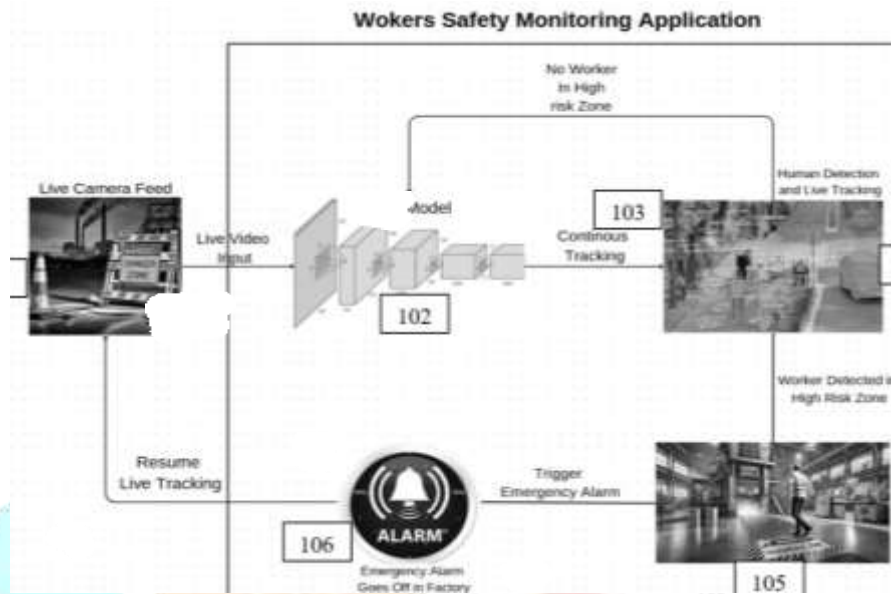 Wokers Safety Monitoring Application
No Worker
In High
risk Zone
Live Camera Feed
Model
103
Human Detection
and Live Tracking
Live Video
Input
Continous
Tracking
102
Worker Detected in
High Risk Zone
Resume
Live Tracking
ALARM
Trigger
Emergency Alarm
106
Emergency Alarm
Goes Off in Factory
105